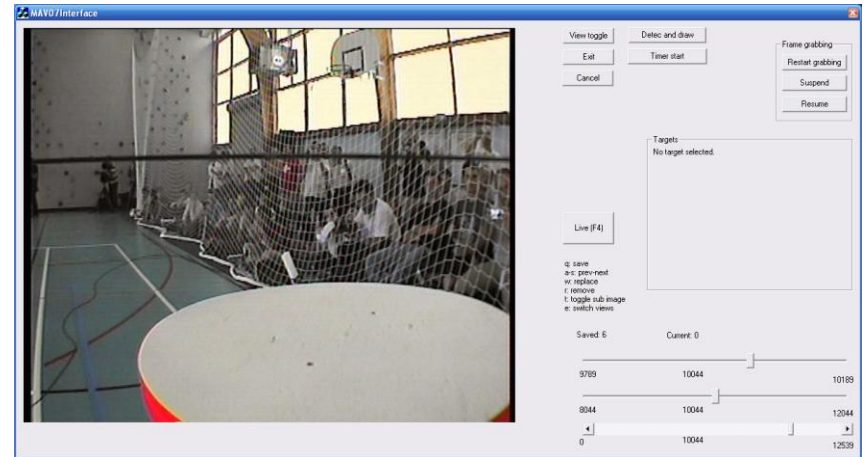 MAV07Interface
View toggle
Detec and draw
Exit
Timer start
Cancel
Frame grabbing
Restart grabbing
Suspend
Resume
Targets
No target selected.
Live (F4)
q: save
a-s: prev-next
w: replace
r: remove
t: toggle sub image
e: switch views
Saved: 6
Current: 0
9789
10044
10189
8044
10044
12044
0
10044
12539